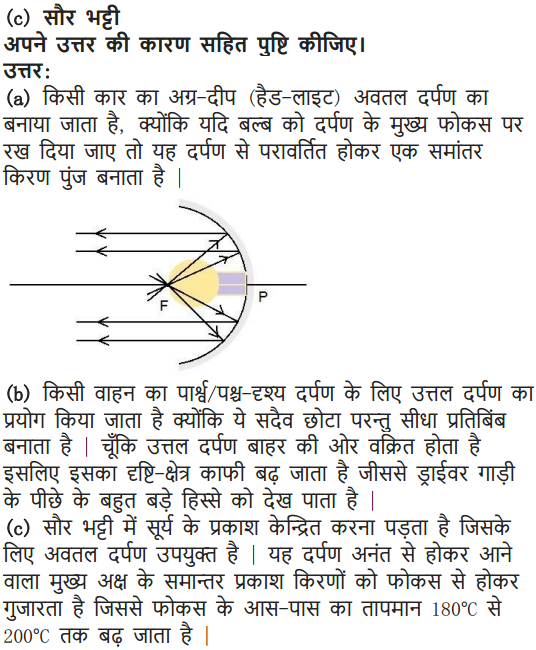 (c) सौर भट्टी
अपने उत्तर की कारण सहित पुष्टि कीजिए।
उत्तर:
(a) किसी कार का अग्र-दीप (हैड-लाइट) अवतल दर्पण का
बनाया जाता है, क्योंकि यदि बल्ब को दर्पण के मुख्य फोकस पर
रख दिया जाए तो यह दर्पण से परावर्तित होकर एक समांतर
किरण पुंज बनाता है |
F
P
(b) किसी वाहन का पार्श्व/पश्च-दृश्य दर्पण के लिए उत्तल दर्पण का
प्रयोग किया जाता है क्योंकि ये सदैव छोटा परन्तु सीधा प्रतिबिंब
बनाता है | चूँकि उत्तल दर्पण बाहर की ओर वक्रित होता है
इसलिए इसका दृष्टि-क्षेत्र काफी बढ़ जाता है जीससे ड्राईवर गाड़ी
के पीछे के बहुत बड़े हिस्से को देख पाता है |
(c) सौर भट्टी में सूर्य के प्रकाश केन्द्रित करना पड़ता है जिसके
लिए अवतल दर्पण उपयुक्त है | यह दर्पण अनंत से होकर आने
वाला मुख्य अक्ष के समान्तर प्रकाश किरणों को फोकस से होकर
गुजारता है जिससे फोकस के आस-पास का तापमान 180℃ से
200℃ तक बढ़ जाता है |